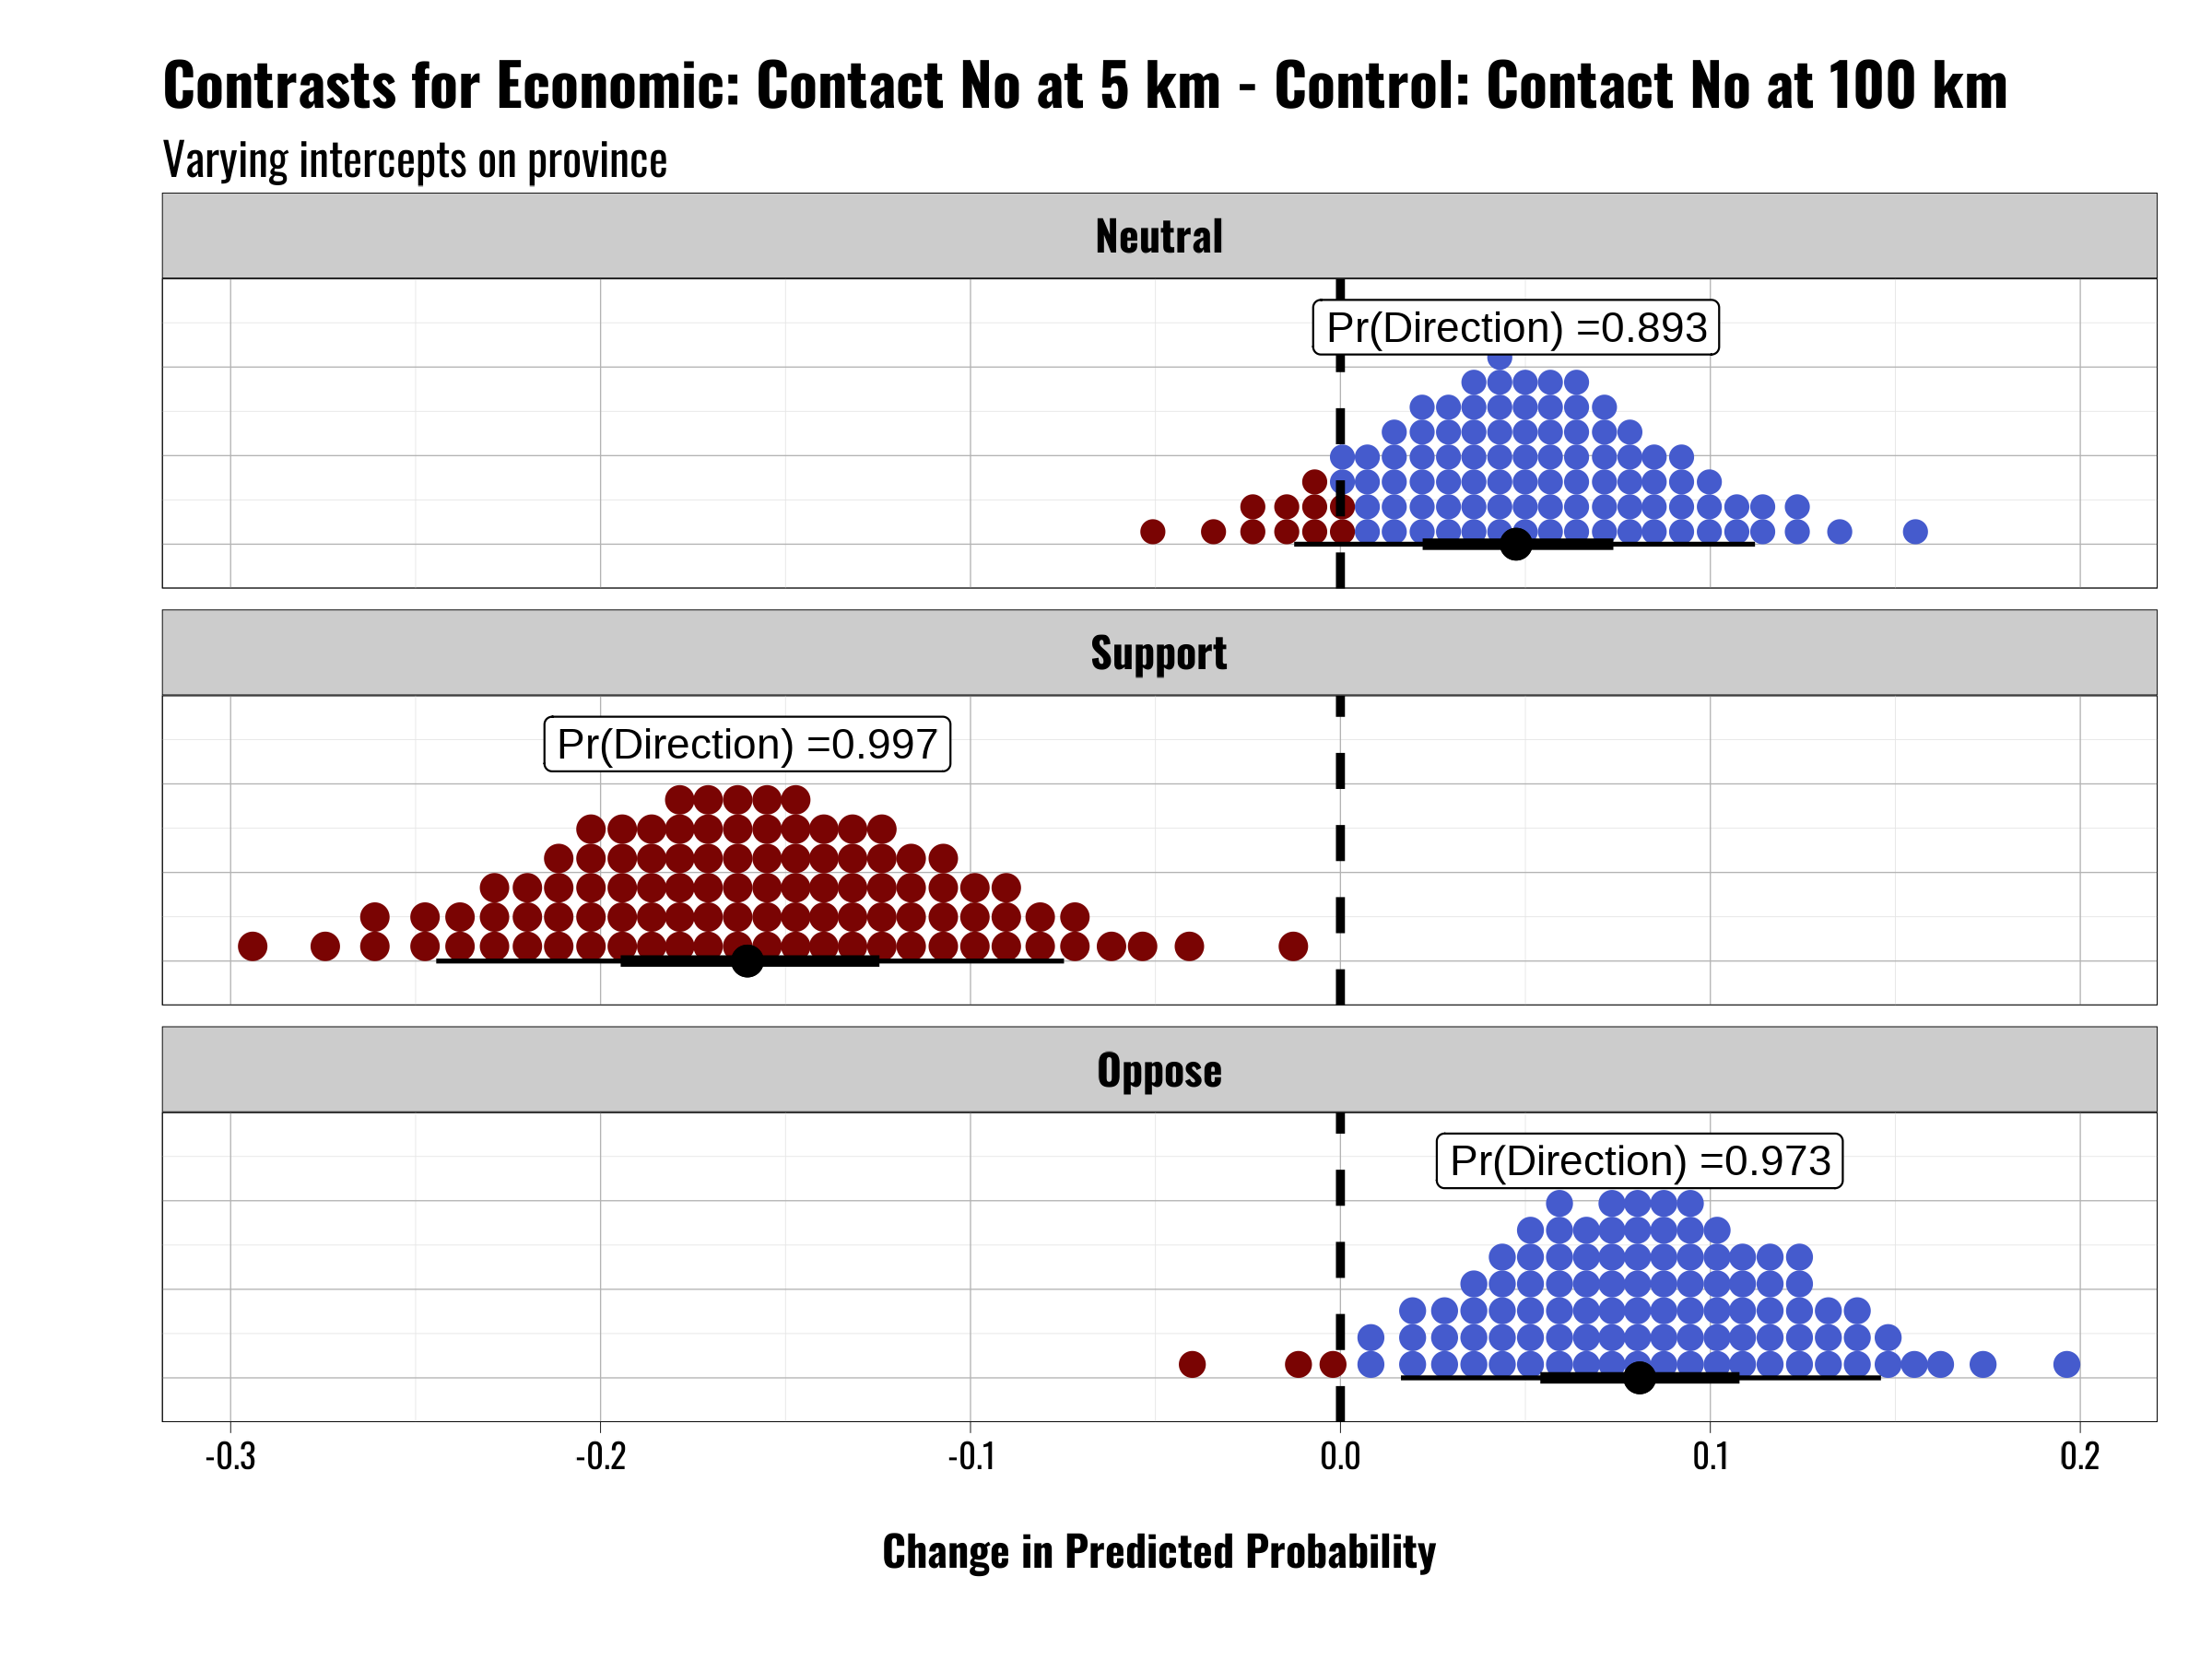 Contrasts for Economic: Contact No at 5 km - Control: Contact No at 100 km
Varying intercepts on province
Neutral
Pr(Direction) =0.893
Support
Pr(Direction) =0.997
Oppose
Pr(Direction) =0.973
-0.3 -0.2 -0.1 0.0 0.1 0.2
Change in Predicted Probability